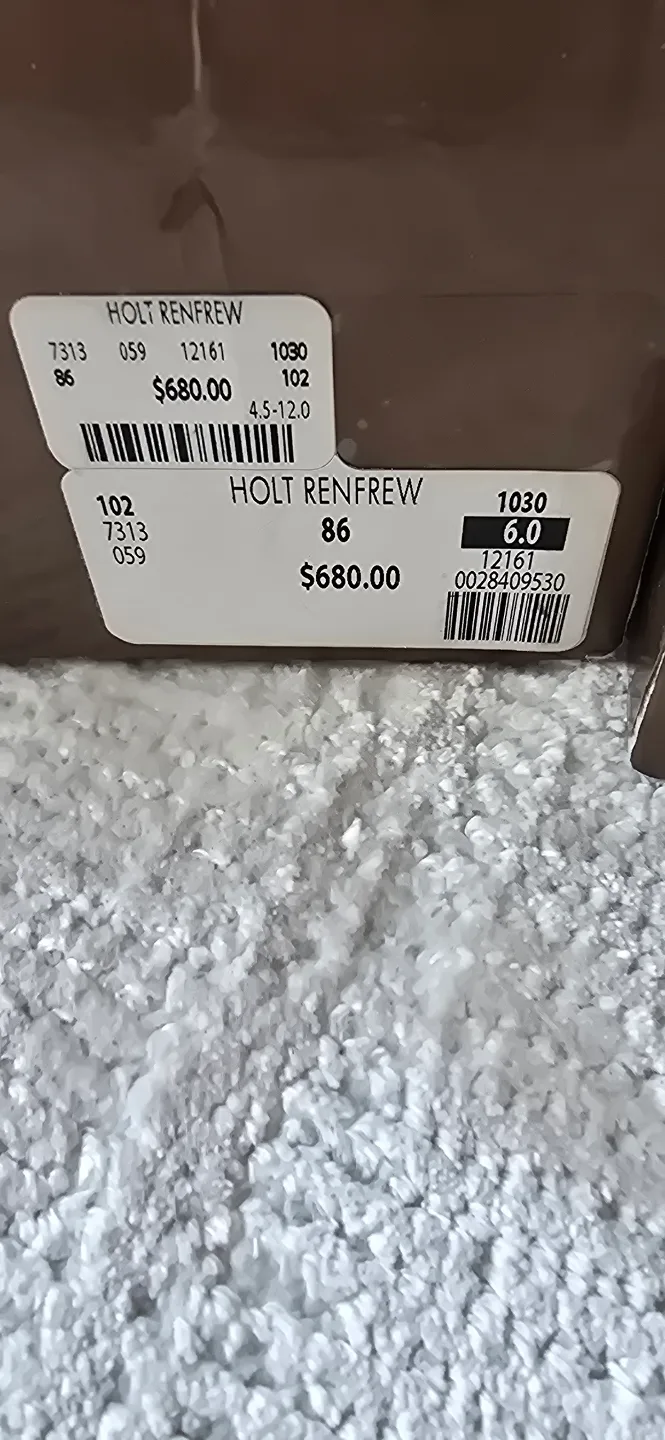 HOLT RENFREW
7313 059 12161 1030
86 $680.00 102
4.5-12.0
HOLT RENFREW
102 86 1030
7313 6.0
059 $680.00 12161
0028409530